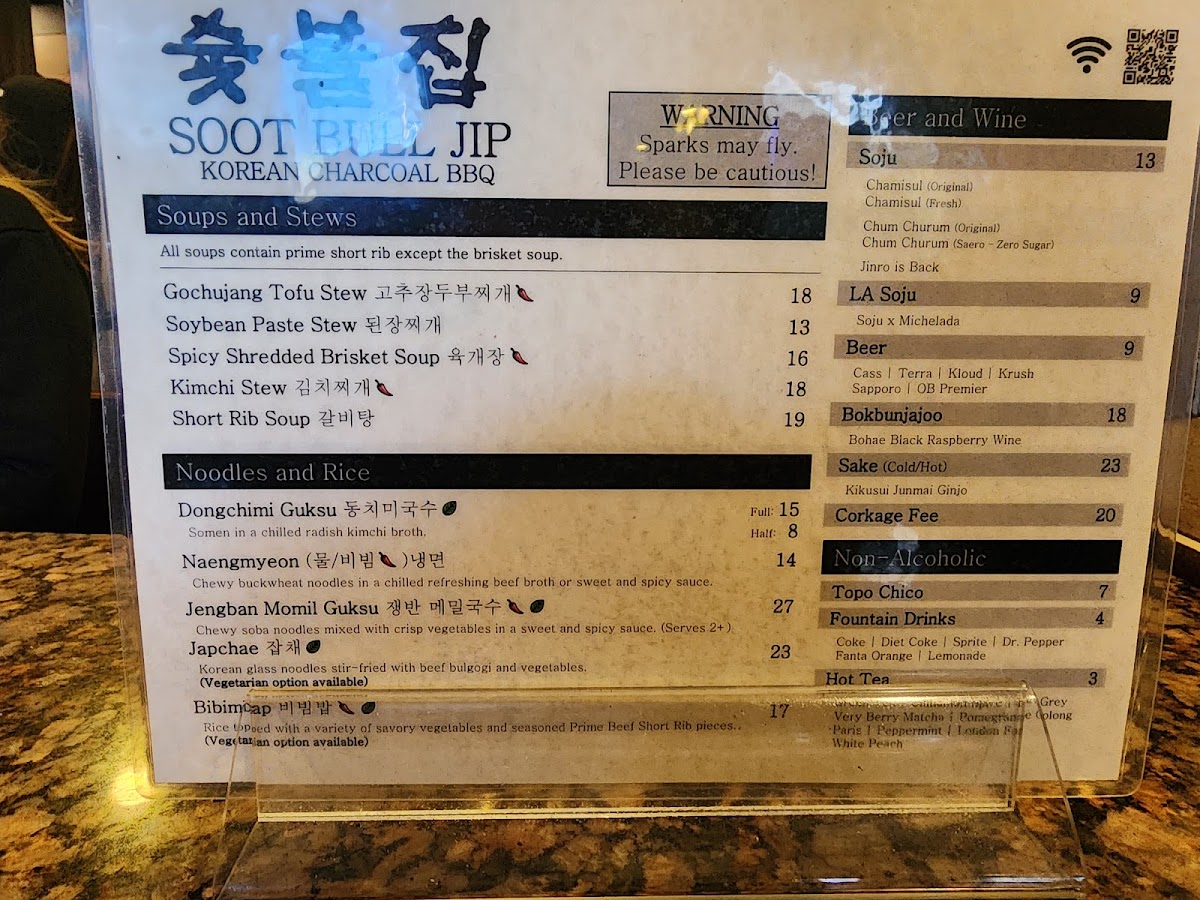 숯불집
SOOT BULL JIP
KOREAN CHARCOAL BBQ
WARNING
Sparks may fly.
Please be cautious!
Soups and Stews
All soups contain prime short rib except the brisket soup.
Gochujang Tofu Stew 고추장두부찌개 18
Soybean Paste Stew 된장찌개 13
Spicy Shredded Brisket Soup 육개장 16
Kimchi Stew 김치찌개 18
Short Rib Soup 갈비탕 19
Noodles and Rice
Dongchimi Guksu 동치미국수 Full: 15
Somen in a chilled radish kimchi broth. Half: 8
Naengmyeon (물/비빔)냉면 14
Chewy buckwheat noodles in a chilled refreshing beef broth or sweet and spicy sauce.
Jengban Momil Guksu 쟁반 메밀국수 27
Chewy soba noodles mixed with crisp vegetables in a sweet and spicy sauce. (Serves 2+)
Japchae 잡채 23
Korean glass noodles stir-fried with beef bulgogi and vegetables.
(Vegetarian option available)
Bibimbap 비빔밥 17
Rice topped with a variety of savory vegetables and seasoned Prime Beef Short Rib pieces..
(Vegetarian option available)
Beer and Wine
Soju 13
Chamisul (Original)
Chamisul (Fresh)
Chum Churum (Original)
Chum Churum (Saero - Zero Sugar)
Jinro is Back
LA Soju 9
Soju x Michelada
Beer 9
Cass | Terra | Kloud | Krush
Sapporo | OB Premier
Bokbunjajoo 18
Bohae Black Raspberry Wine
Sake (Cold/Hot) 23
Kikusui Junmai Ginjo
Corkage Fee 20
Non-Alcoholic
Topo Chico 7
Fountain Drinks 4
Coke | Diet Coke | Sprite | Dr. Pepper
Fanta Orange | Lemonade
Hot Tea 3
Grey
Very Berry Matcha | Pomegranate Oolong
Paris | Peppermint | London
White Peach